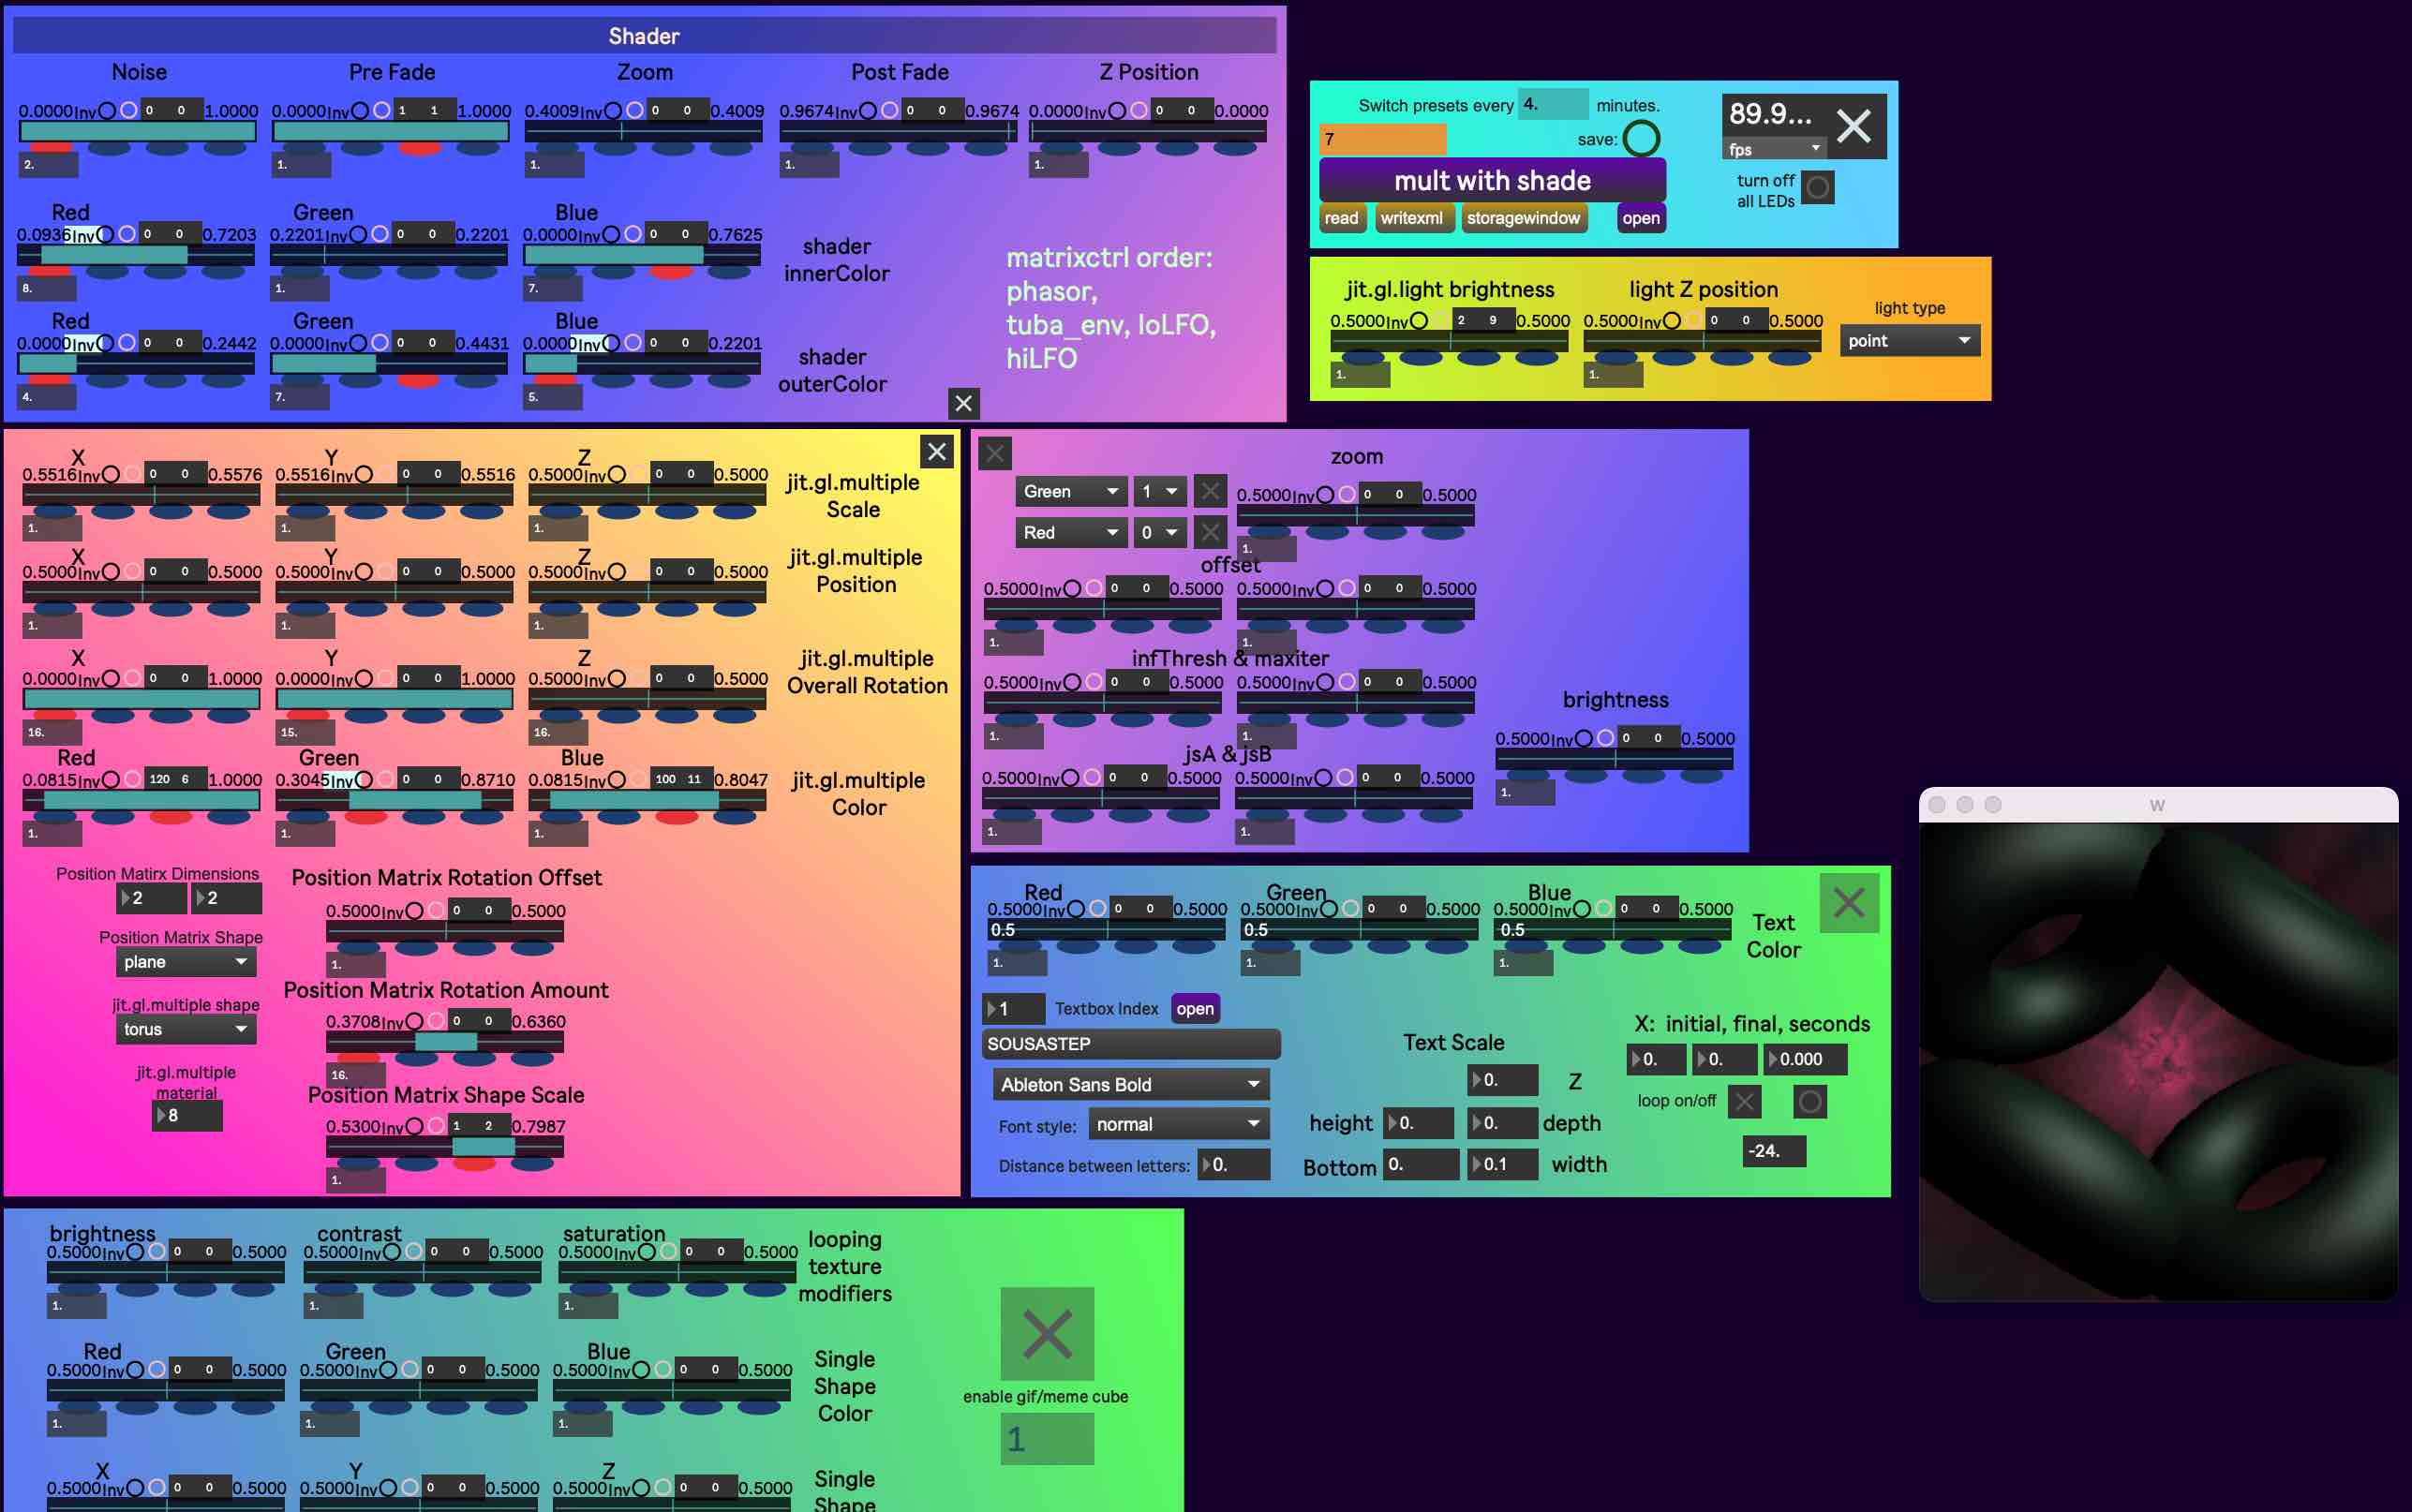 Shader
Noise Pre Fade Zoom Post Fade Z Position
0.0000 Inv 0 0 1.0000 0.0000 Inv 1 1 1.0000 0.4009 Inv 0 0 0.4009 0.9674 Inv 0 0 0.9674 0.0000 Inv 0 0 0.0000
2. 1. 1. 1. 1.
Red Green Blue
0.0936 Inv 0 0 0.7203 0.2201 Inv 0 0 0.2201 0.0000 Inv 0 0 0.7625
shader
innerColor
8. 1. 7.
Red Green Blue
0.0000 Inv 0 0 0.2442 0.0000 Inv 0 0 0.4431 0.0000 Inv 0 0 0.2201
shader
outerColor
4. 7. 5.
matrixctrl order:
phasor,
tuba_env, loLFO,
hiLFO
Switch presets every 4. minutes.
7 save:
mult with shade
read writexml storagewindow open
89.9...
fps
turn off
all LEDs
jit.gl.light brightness light Z position light type
0.5000 Inv 2 9 0.5000 0.5000 Inv 0 0 0.5000
point
1. 1.
X Y Z
0.5516 Inv 0 0 0.5576 0.5516 Inv 0 0 0.5516 0.5000 Inv 0 0 0.5000
jit.gl.multiple
Scale
1. 1. 1.
X Y Z
0.5000 Inv 0 0 0.5000 0.5000 Inv 0 0 0.5000 0.5000 Inv 0 0 0.5000
jit.gl.multiple
Position
1. 1. 1.
X Y Z
0.0000 Inv 0 0 1.0000 0.0000 Inv 0 0 1.0000 0.5000 Inv 0 0 0.5000
jit.gl.multiple
Overall Rotation
16. 15. 16.
Red Green Blue
0.0815 Inv 120 6 1.0000 0.3045 Inv 0 0 0.8710 0.0815 Inv 100 11 0.8047
jit.gl.multiple
Color
1. 1. 1.
Position Matirx Dimensions
2 2
Position Matrix Shape
plane
jit.gl.multiple shape
torus
jit.gl.multiple
material
8
Position Matrix Rotation Offset
0.5000 Inv 0 0 0.5000
1.
Position Matrix Rotation Amount
0.3708 Inv 0 0 0.6360
16.
Position Matrix Shape Scale
0.5300 Inv 1 2 0.7987
1.
zoom
Green 1
0.5000 Inv 0 0 0.5000
Red 0
1.
offset
0.5000 Inv 0 0 0.5000 0.5000 Inv 0 0 0.5000
1. 1.
infThresh & maxiter
0.5000 Inv 0 0 0.5000 0.5000 Inv 0 0 0.5000
1. 1.
jsA & jsB
0.5000 Inv 0 0 0.5000 0.5000 Inv 0 0 0.5000
1. 1.
brightness
0.5000 Inv 0 0 0.5000
1.
Red Green Blue
0.5000 Inv 0 0 0.5000 0.5000 Inv 0 0 0.5000 0.5000 Inv 0 0 0.5000
0.5 0.5 0.5
Text
Color
1. 1. 1.
1 Textbox Index open
SOUSASTEP
Ableton Sans Bold
Font style: normal
Distance between letters: 0.
Text Scale
0. Z
height 0. 0. depth
Bottom 0. 0.1 width
X: initial, final, seconds
0. 0. 0.000
loop on/off
-24.
W
brightness contrast saturation
0.5000 Inv 0 0 0.5000 0.5000 Inv 0 0 0.5000 0.5000 Inv 0 0 0.5000
looping
texture
modifiers
1. 1. 1.
Red Green Blue
0.5000 Inv 0 0 0.5000 0.5000 Inv 0 0 0.5000 0.5000 Inv 0 0 0.5000
Single
Shape
Color
1. 1. 1.
enable gif/meme cube
1
X Y Z
0.5000 Inv 0 0 0.5000 0.5000 Inv 0 0 0.5000 0.5000 Inv 0 0 0.5000
Single
Shape